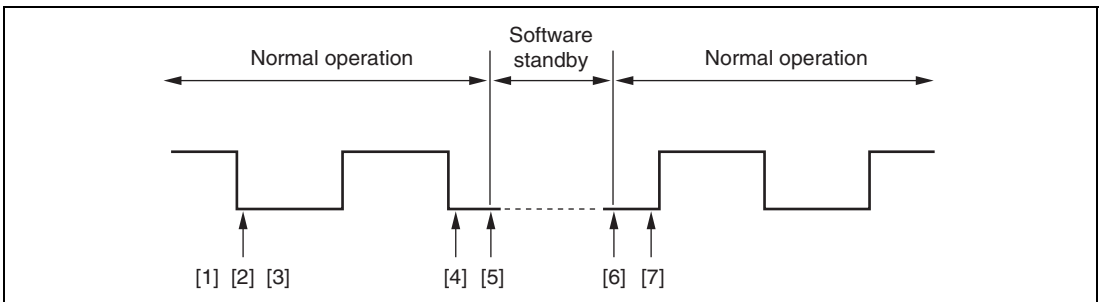 Software
standby
Normal operation
Normal operation
[1] [2] [3]
[4] [5]
[6] [7]